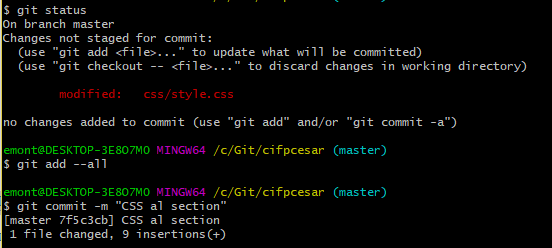 $ git status
On branch master
Changes not staged for commit:
  (use "git add <file>..." to update what will be committed)
  (use "git checkout -- <file>..." to discard changes in working directory)
        modified:   css/style.css
no changes added to commit (use "git add" and/or "git commit -a")
emont@DESKTOP-3E8O7M0 MINGW64 /c/Git/cifpcesar (master)
$ git add --all
emont@DESKTOP-3E8O7M0 MINGW64 /c/Git/cifpcesar (master)
$ git commit -m "CSS al section"
[master 7f5c3cb] CSS al section
 1 file changed, 9 insertions(+)